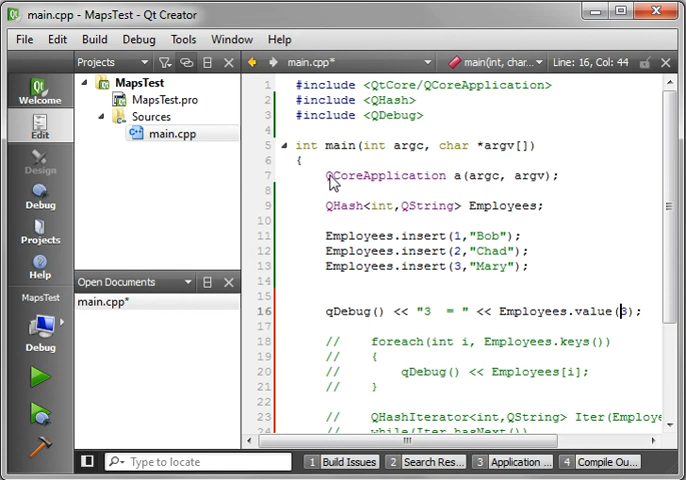 main.cpp - MapsTest - Qt Creator
File Edit Build Debug Tools Window Help
Projects
main.cpp*
main(int, char...
Line: 16, Col: 44
Welcome
Edit
Design
Debug
Projects
Help
MapsTest
Debug
MapsTest
MapsTest.pro
Sources
main.cpp
Open Documents
main.cpp*
1 #include <QtCore/QCoreApplication>
2 #include <QHash>
3 #include <QDebug>
4
5 int main(int argc, char *argv[])
6 {
7 QCoreApplication a(argc, argv);
8
9 QHash<int,QString> Employees;
10
11 Employees.insert(1,"Bob");
12 Employees.insert(2,"Chad");
13 Employees.insert(3,"Mary");
14
15
16 qDebug() << "3  = " << Employees.value(3);
17
18 //    foreach(int i, Employees.keys())
19 //    {
20 //        qDebug() << Employees[i];
21 //    }
22
23 //    QHashIterator<int,QString> Iter(Employe
24 //    while(Iter.hasNext())
Type to locate
1 Build Issues
2 Search Res...
3 Application ...
4 Compile Ou...